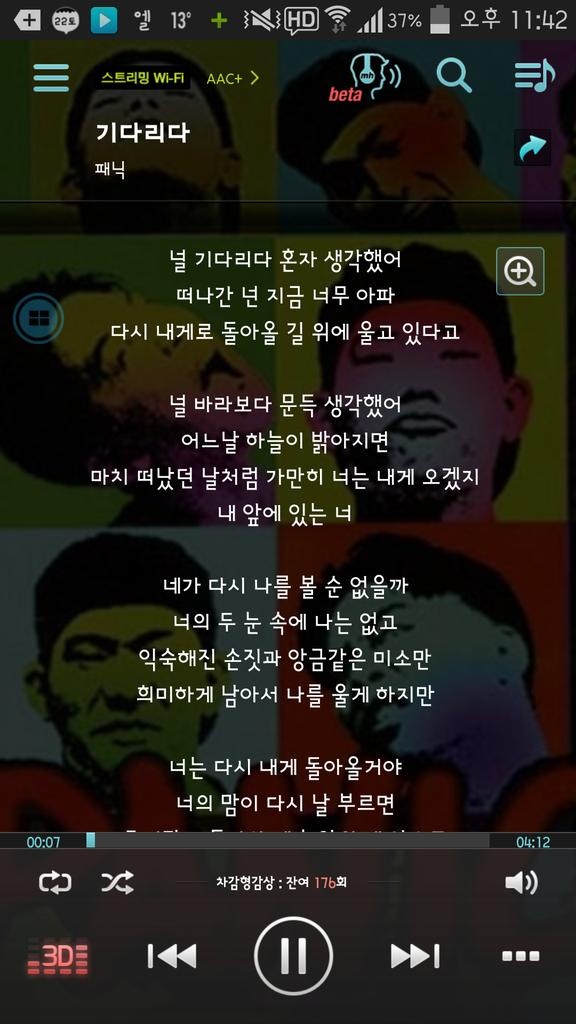 22토 엘 13° HD 37% 오후 11:42
스트리밍 Wi-Fi AAC+ > mh beta
기다리다
패닉
널 기다리다 혼자 생각했어
떠나간 넌 지금 너무 아파
다시 내게로 돌아올 길 위에 울고 있다고
널 바라보다 문득 생각했어
어느날 하늘이 밝아지면
마치 떠났던 날처럼 가만히 너는 내게 오겠지
내 앞에 있는 너
네가 다시 나를 볼 순 없을까
너의 두 눈 속에 나는 없고
익숙해진 손짓과 앙금같은 미소만
희미하게 남아서 나를 울게 하지만
너는 다시 내게 돌아올거야
너의 맘이 다시 날 부르면
00:07 04:12
차감형감상 : 잔여 176회
3D